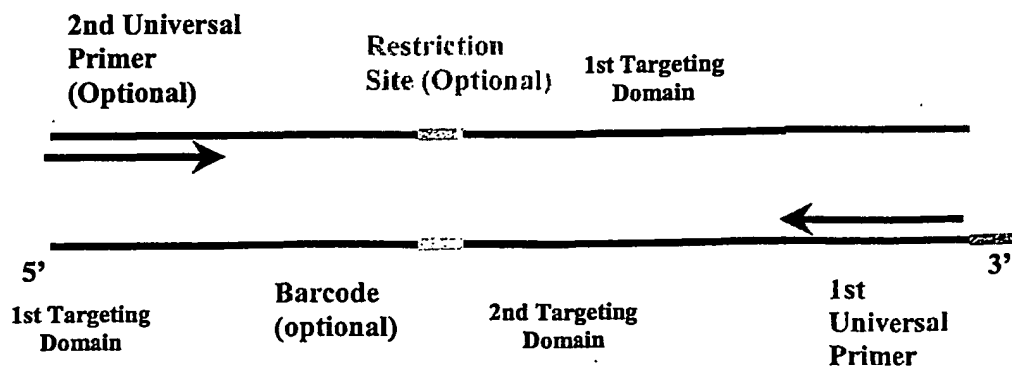 2nd Universal
Primer
(Optional)
Restriction
Site (Optional)
1st Targeting
Domain
5’
3’
1st Targeting
Domain
Barcode
(optional)
2nd Targeting
Domain
1st
Universal
Primer